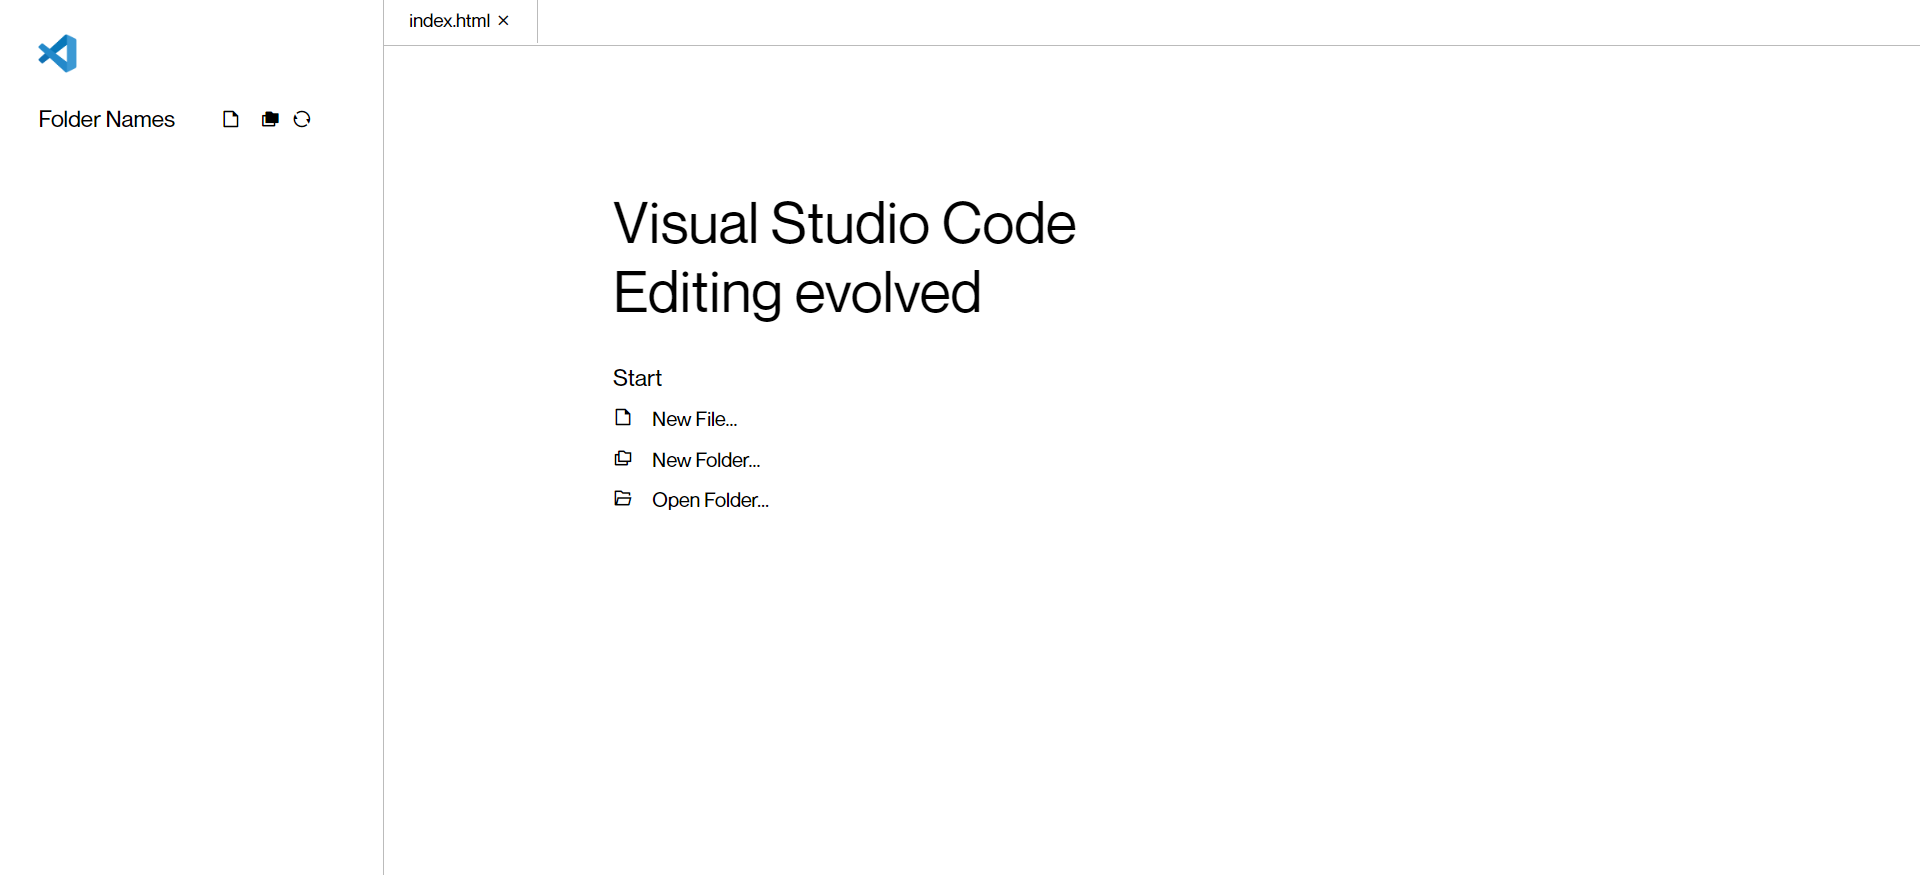 index.html ×
Folder Names
Visual Studio Code
Editing evolved
Start
New File...
New Folder...
Open Folder...